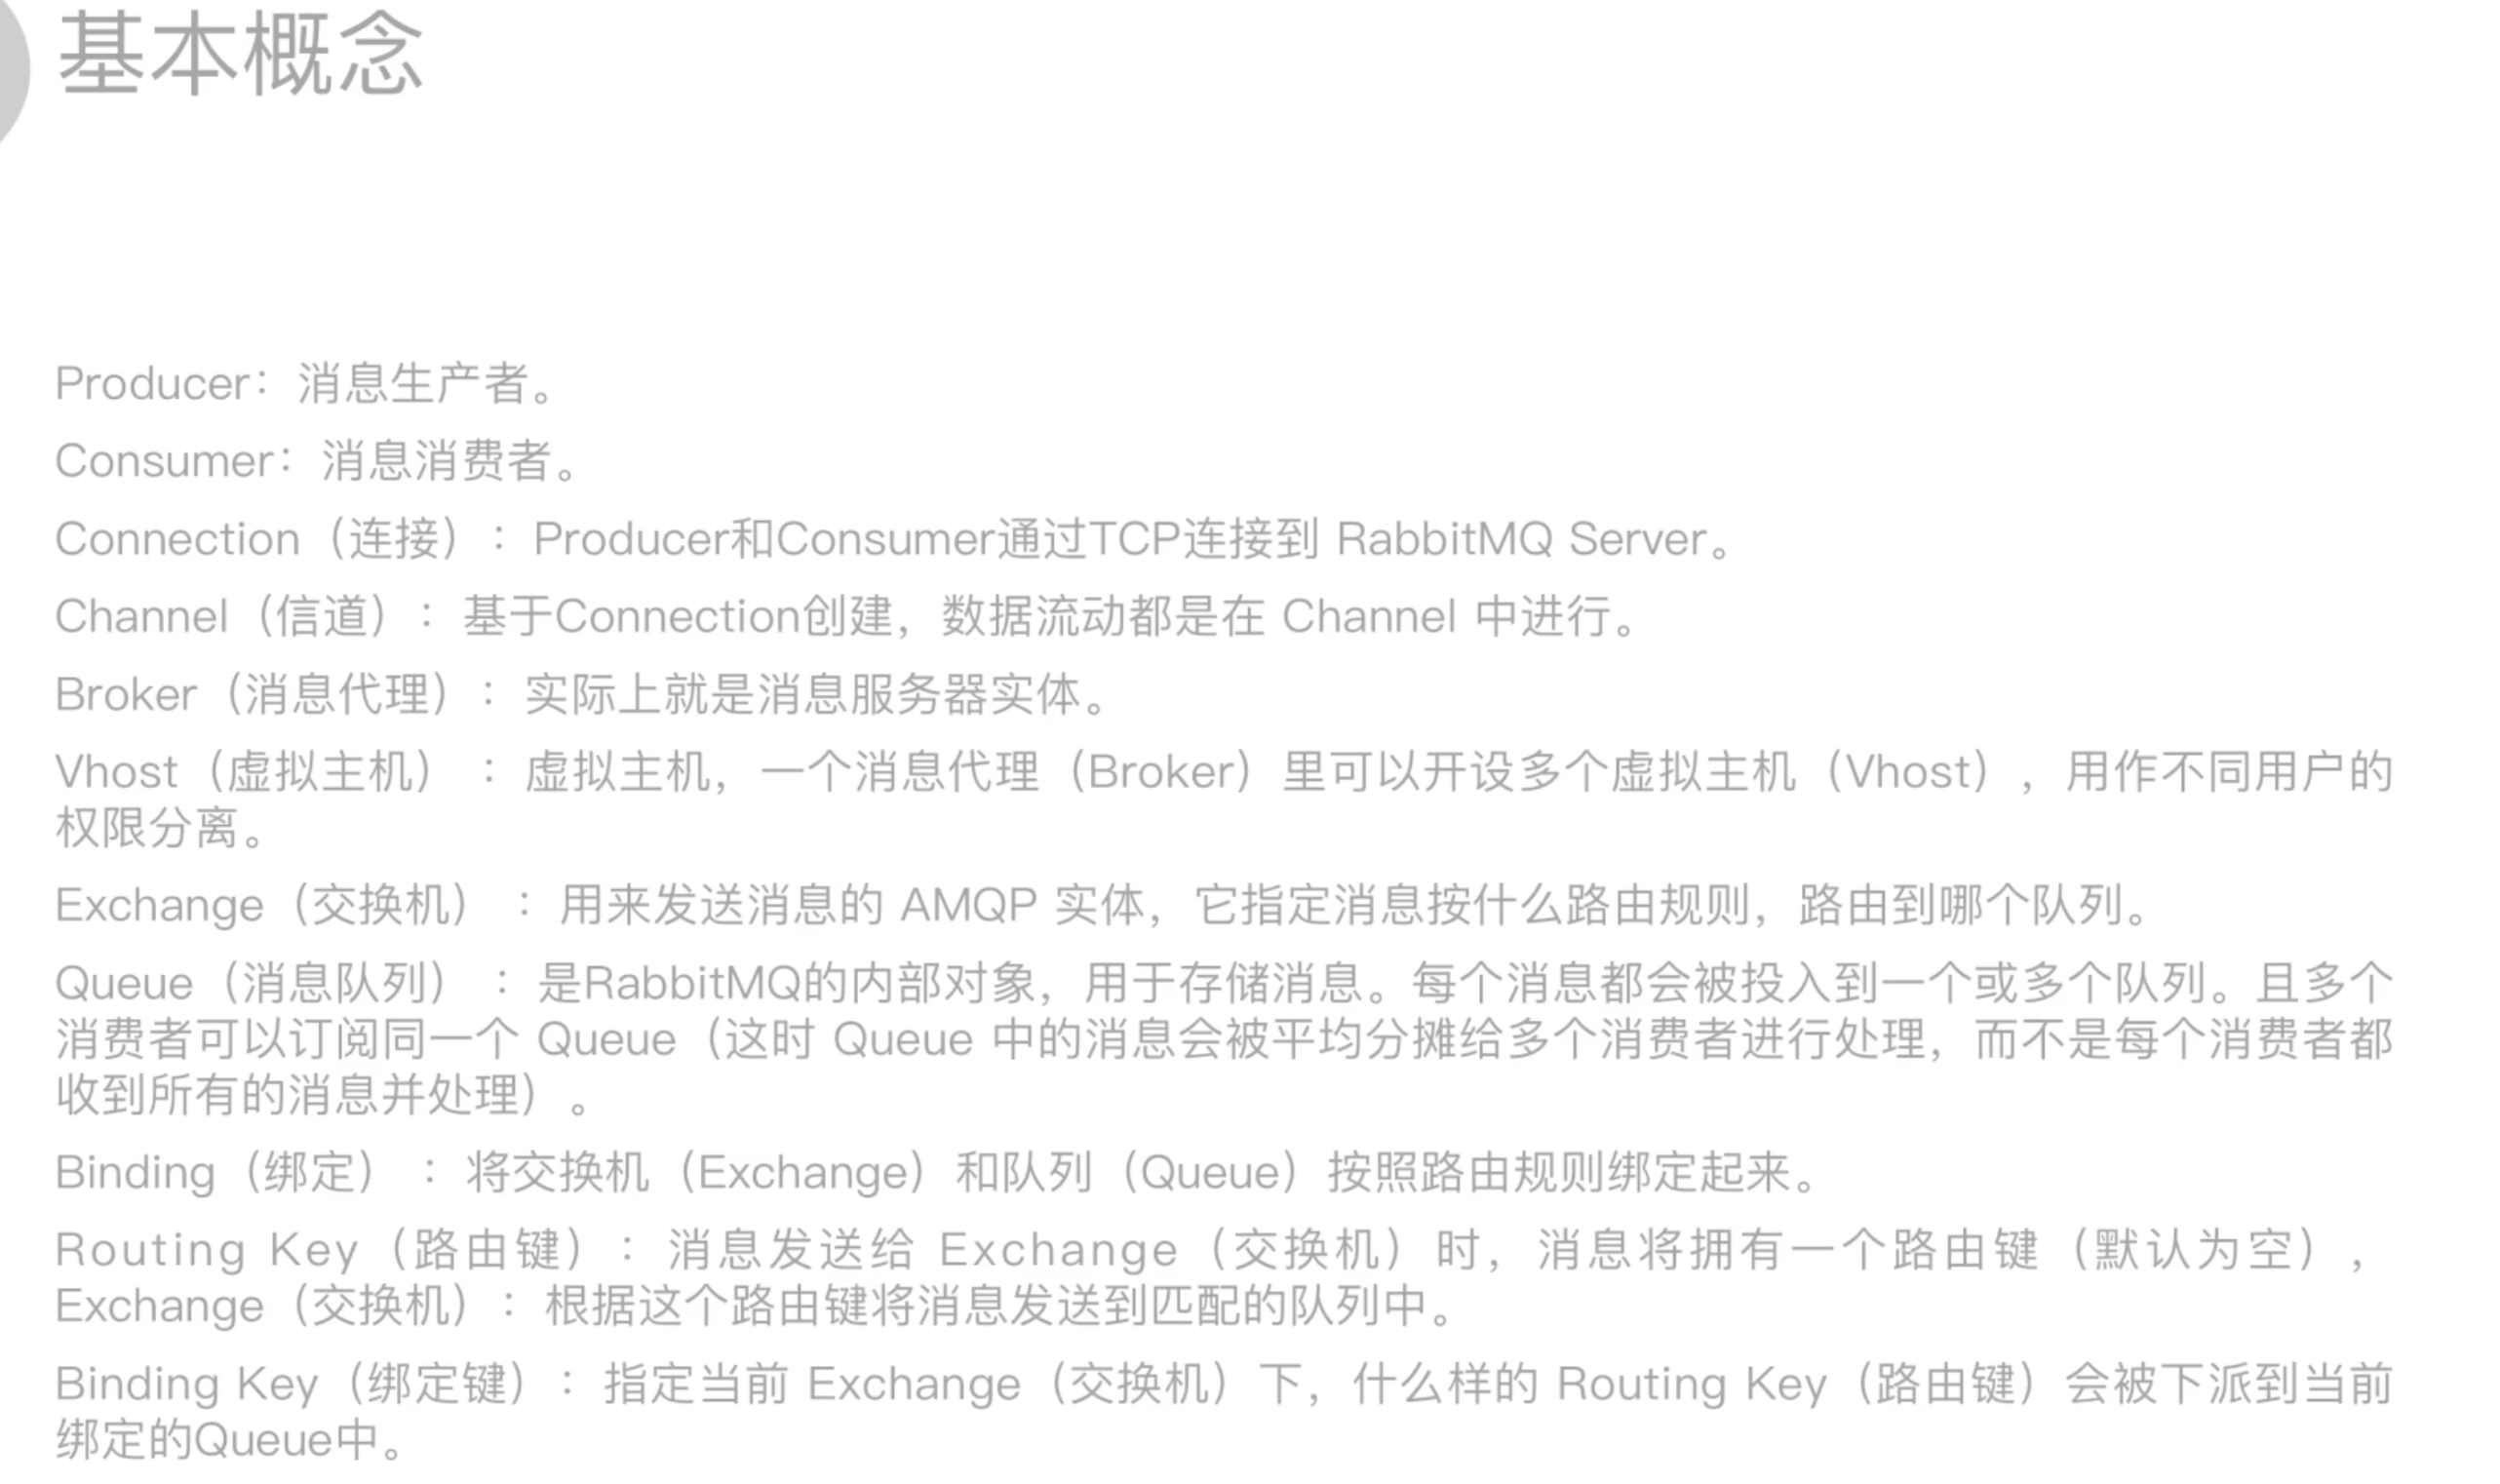 基本概念
Producer：消息生产者。
Consumer：消息消费者。
Connection（连接）：Producer和Consumer通过TCP连接到 RabbitMQ Server。
Channel（信道）：基于Connection创建，数据流动都是在 Channel 中进行。
Broker（消息代理）：实际上就是消息服务器实体。
Vhost（虚拟主机）：虚拟主机，一个消息代理（Broker）里可以开设多个虚拟主机（Vhost），用作不同用户的
权限分离。
Exchange（交换机）：用来发送消息的 AMQP 实体，它指定消息按什么路由规则，路由到哪个队列。
Queue（消息队列）：是RabbitMQ的内部对象，用于存储消息。每个消息都会被投入到一个或多个队列。且多个
消费者可以订阅同一个 Queue（这时 Queue 中的消息会被平均分摊给多个消费者进行处理，而不是每个消费者都
收到所有的消息并处理）。
Binding（绑定）：将交换机（Exchange）和队列（Queue）按照路由规则绑定起来。
Routing Key（路由键）：消息发送给 Exchange（交换机）时，消息将拥有一个路由键（默认为空），
Exchange（交换机）：根据这个路由键将消息发送到匹配的队列中。
Binding Key（绑定键）：指定当前 Exchange（交换机）下，什么样的 Routing Key（路由键）会被下派到当前
绑定的Queue中。